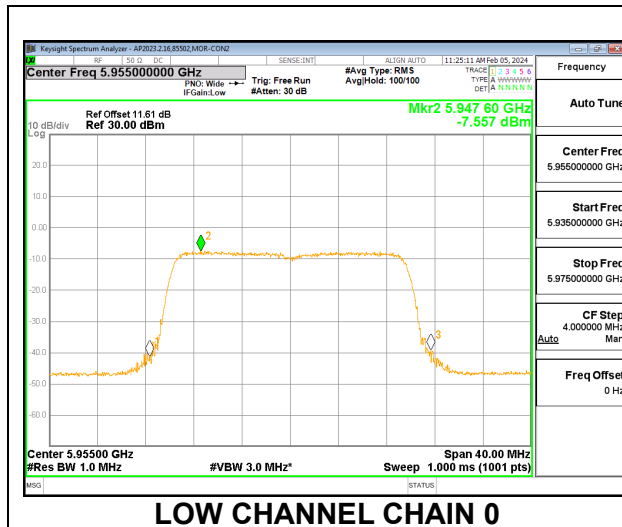 Keysight Spectrum Analyzer - AP2023.2.16,85502,MOR-CON2
LXI RF 50 Ω DC SENSE:INT ALIGN AUTO 11:25:11 AM Feb 05, 2024
Center Freq 5.955000000 GHz #Avg Type: RMS TRACE 1 2 3 4 5 6
PNO: Wide Trig: Free Run Avg|Hold: 100/100 TYPE A WWWWW
IFGain:Low #Atten: 30 dB DET A N N N N N
Mkr2 5.947 60 GHz
Ref Offset 11.61 dB
10 dB/div Ref 30.00 dBm -7.557 dBm
Log
20.0
10.0
0.00
2
-10.0
-20.0
-30.0
1
3
-40.0
-50.0
-60.0
Center 5.95500 GHz Span 40.00 MHz
#Res BW 1.0 MHz #VBW 3.0 MHz* Sweep 1.000 ms (1001 pts)
MSG STATUS
Frequency
Auto Tune
Center Freq
5.955000000 GHz
Start Freq
5.935000000 GHz
Stop Freq
5.975000000 GHz
CF Step
4.000000 MHz
Auto Man
Freq Offset
0 Hz
LOW CHANNEL CHAIN 0